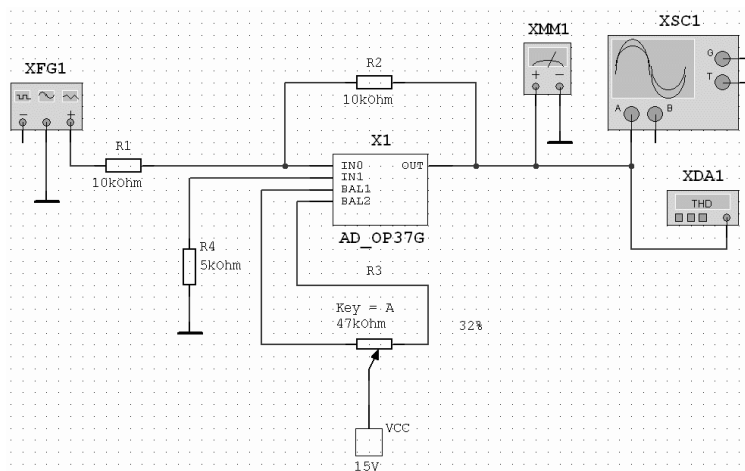 XFG1
XMM1
XSC1
G
T
A
B
+
-
- +
R2
10kOhm
R1
10kOhm
X1
IN0
IN1
BAL1
BAL2
OUT
AD_OP37G
XDA1
THD
R4
5kOhm
R3
Key = A
47kOhm
32%
VCC
15V